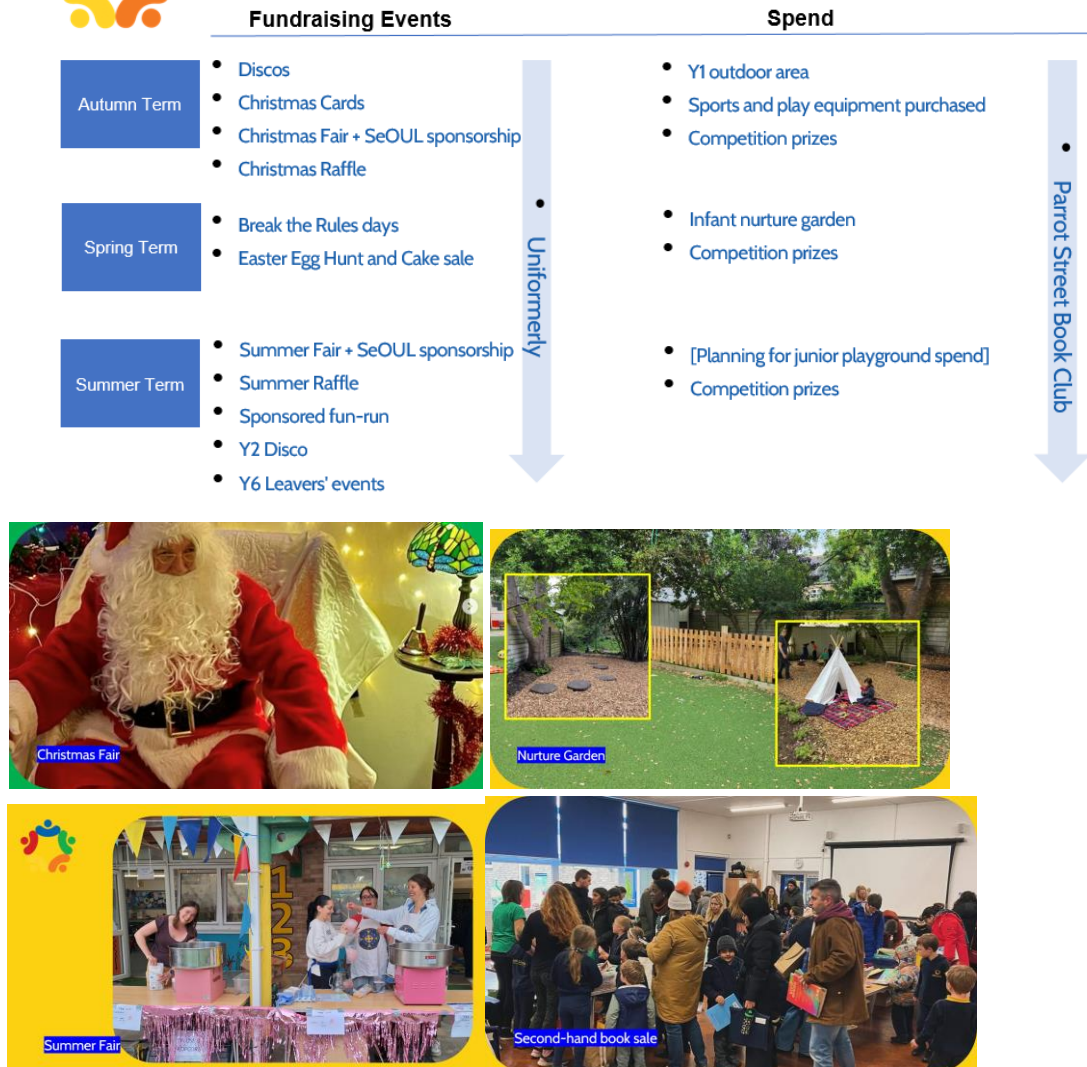 Fundraising Events
Spend
Autumn Term
• Discos
• Christmas Cards
• Christmas Fair + SeOUL sponsorship
• Christmas Raffle
• Y1 outdoor area
• Sports and play equipment purchased
• Competition prizes
Spring Term
• Break the Rules days
• Easter Egg Hunt and Cake sale
• Infant nurture garden
• Competition prizes
Summer Term
• Summer Fair + SeOUL sponsorship
• Summer Raffle
• Sponsored fun-run
• Y2 Disco
• Y6 Leavers' events
• [Planning for junior playground spend]
• Competition prizes
• Uniformerly
• Parrot Street Book Club
Christmas Fair
Nurture Garden
1
2
3
Summer Fair
Second-hand book sale